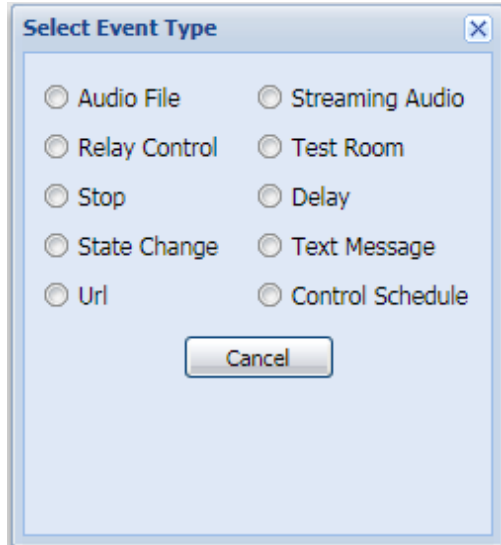 Select Event Type
Audio File Streaming Audio
Relay Control Test Room
Stop Delay
State Change Text Message
Url Control Schedule
Cancel